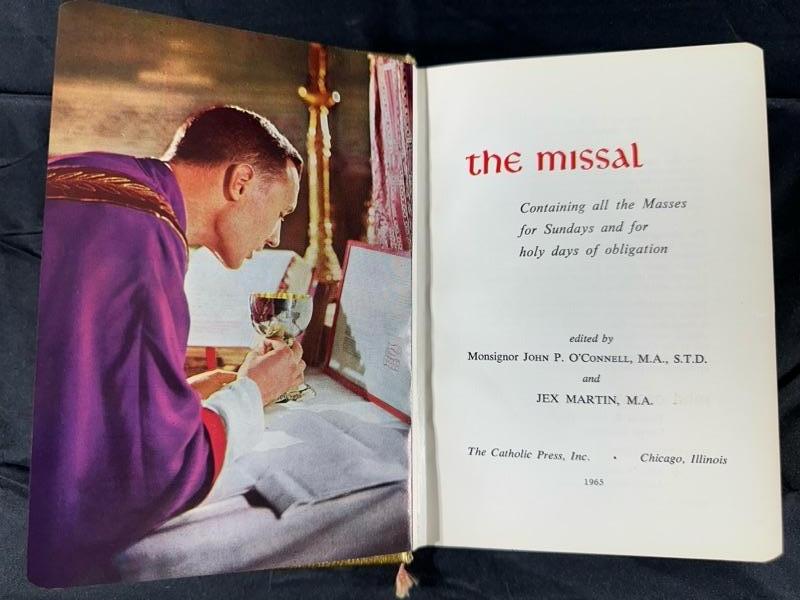 the missal
Containing all the Masses
for Sundays and for
holy days of obligation
edited by
Monsignor JOHN P. O'CONNELL, M.A., S.T.D.
and
JEX MARTIN, M.A.
The Catholic Press, Inc. • Chicago, Illinois
1965